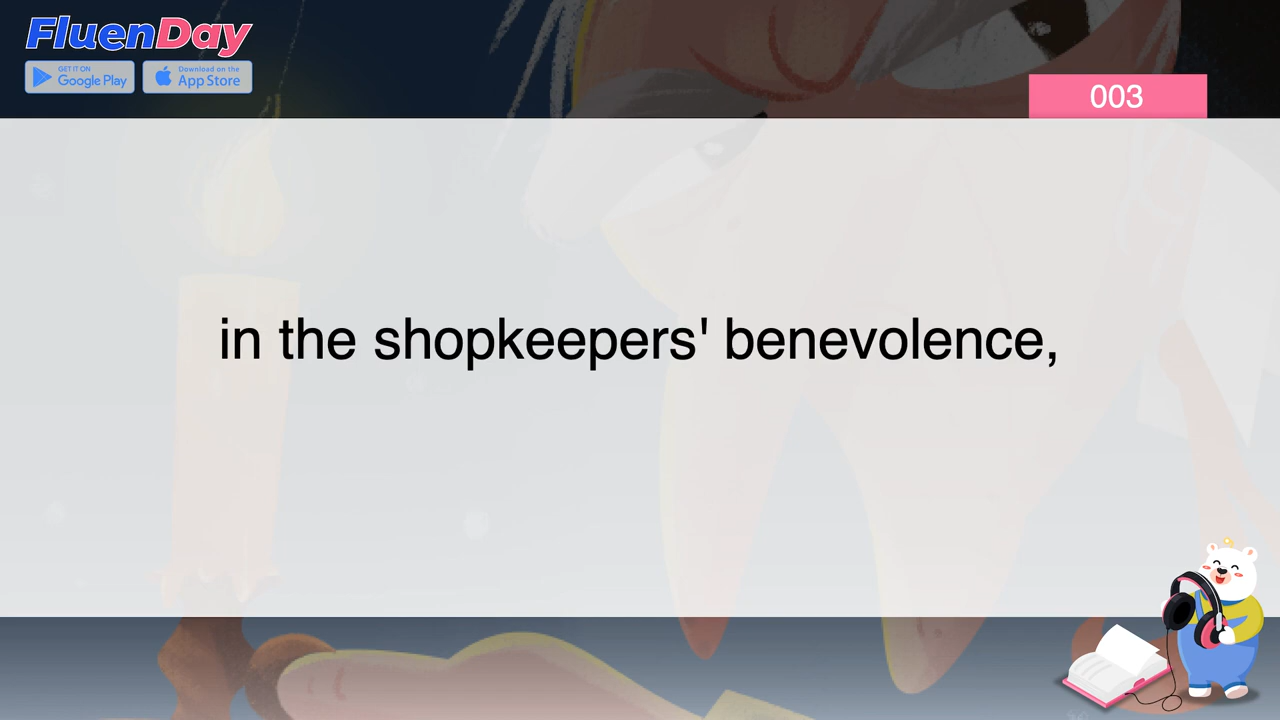 FluenDay
GET IT ON
Google Play
Download on the
App Store
003
in the shopkeepers' benevolence,